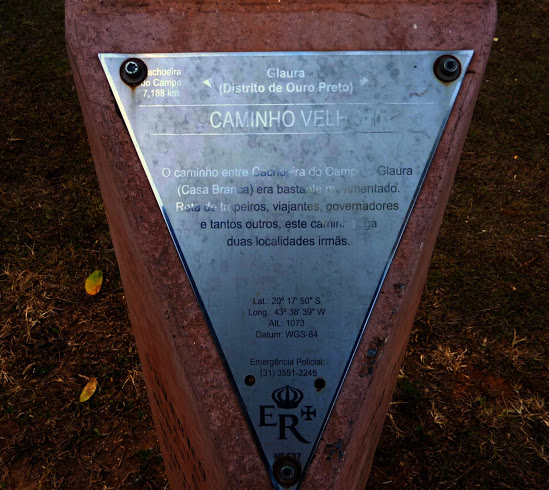 Cachoeira
do Campo
7,188 km
Glaura
(Distrito de Ouro Preto)
CAMINHO VELHO
O caminho entre Cachoeira do Campo e Glaura
(Casa Branca) era bastante movimentado.
Rota de tropeiros, viajantes, governadores
e tantos outros, este caminho liga
duas localidades irmãs.
Lat.: 20º 17' 50" S
Long.: 43º 38' 39" W
Alt.: 1073
Datum: WGS-84
Emergência Policial:
(31) 3551-3245
ER